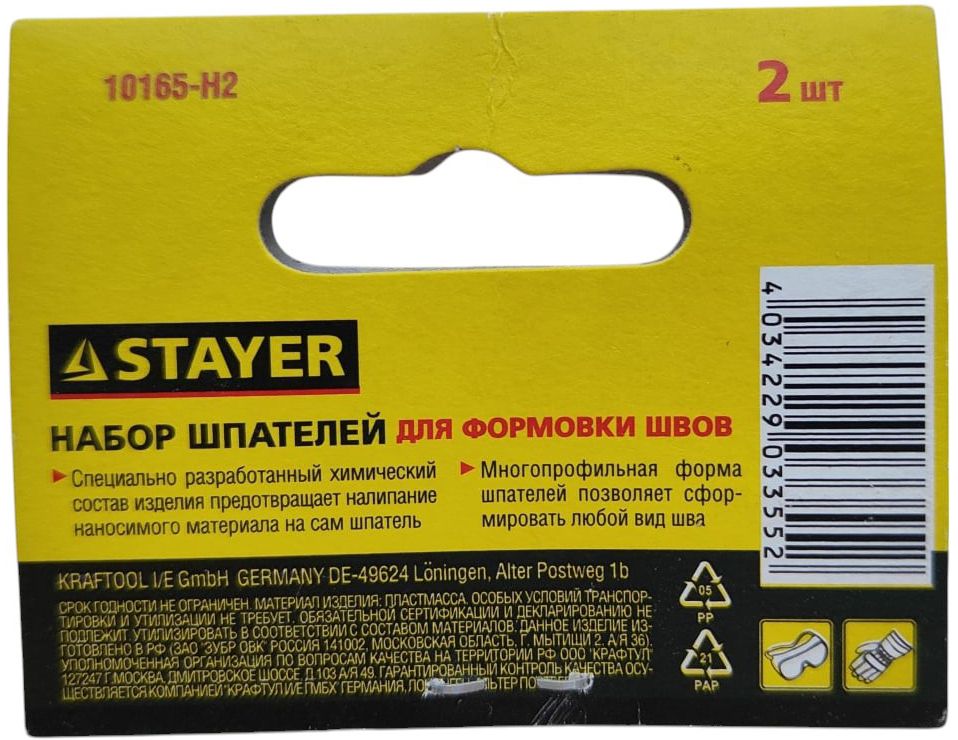 10165-H2
2 шт
STAYER
НАБОР ШПАТЕЛЕЙ ДЛЯ ФОРМОВКИ ШВОВ
Специально разработанный химический
состав изделия предотвращает налипание
наносимого материала на сам шпатель
Многопрофильная форма
шпателей позволяет сфор-
мировать любой вид шва
4034229033552
KRAFTOOL I/E GmbH GERMANY DE-49624 Löningen, Alter Postweg 1b
СРОК ГОДНОСТИ НЕ ОГРАНИЧЕН. МАТЕРИАЛ ИЗДЕЛИЯ: ПЛАСТМАССА. ОСОБЫХ УСЛОВИЙ ТРАНСПОР-
ТИРОВКИ И УТИЛИЗАЦИИ НЕ ТРЕБУЕТ. ОБЯЗАТЕЛЬНОЙ СЕРТИФИКАЦИИ И ДЕКЛАРИРОВАНИЮ НЕ
ПОДЛЕЖИТ. УТИЛИЗИРОВАТЬ В СООТВЕТСТВИИ С СОСТАВОМ МАТЕРИАЛОВ. ДАННОЕ ИЗДЕЛИЕ ИЗ-
ГОТОВЛЕНО В РФ (ЗАО "ЗУБР ОВК" РОССИЯ 141002, МОСКОВСКАЯ ОБЛАСТЬ, Г. МЫТИЩИ 2, А/Я 36).
УПОЛНОМОЧЕННАЯ ОРГАНИЗАЦИЯ ПО ВОПРОСАМ КАЧЕСТВА НА ТЕРРИТОРИИ РФ ООО "КРАФТУЛ"
127247 Г.МОСКВА, ДМИТРОВСКОЕ ШОССЕ, Д.103 А/Я 49. ГАРАНТИРОВАННЫЙ КОНТРОЛЬ КАЧЕСТВА ОСУ-
ЩЕСТВЛЯЕТСЯ КОМПАНИЕЙ "КРАФТУЛ И/Е ГМБХ" ГЕРМАНИЯ,
05
PP
21
PAP